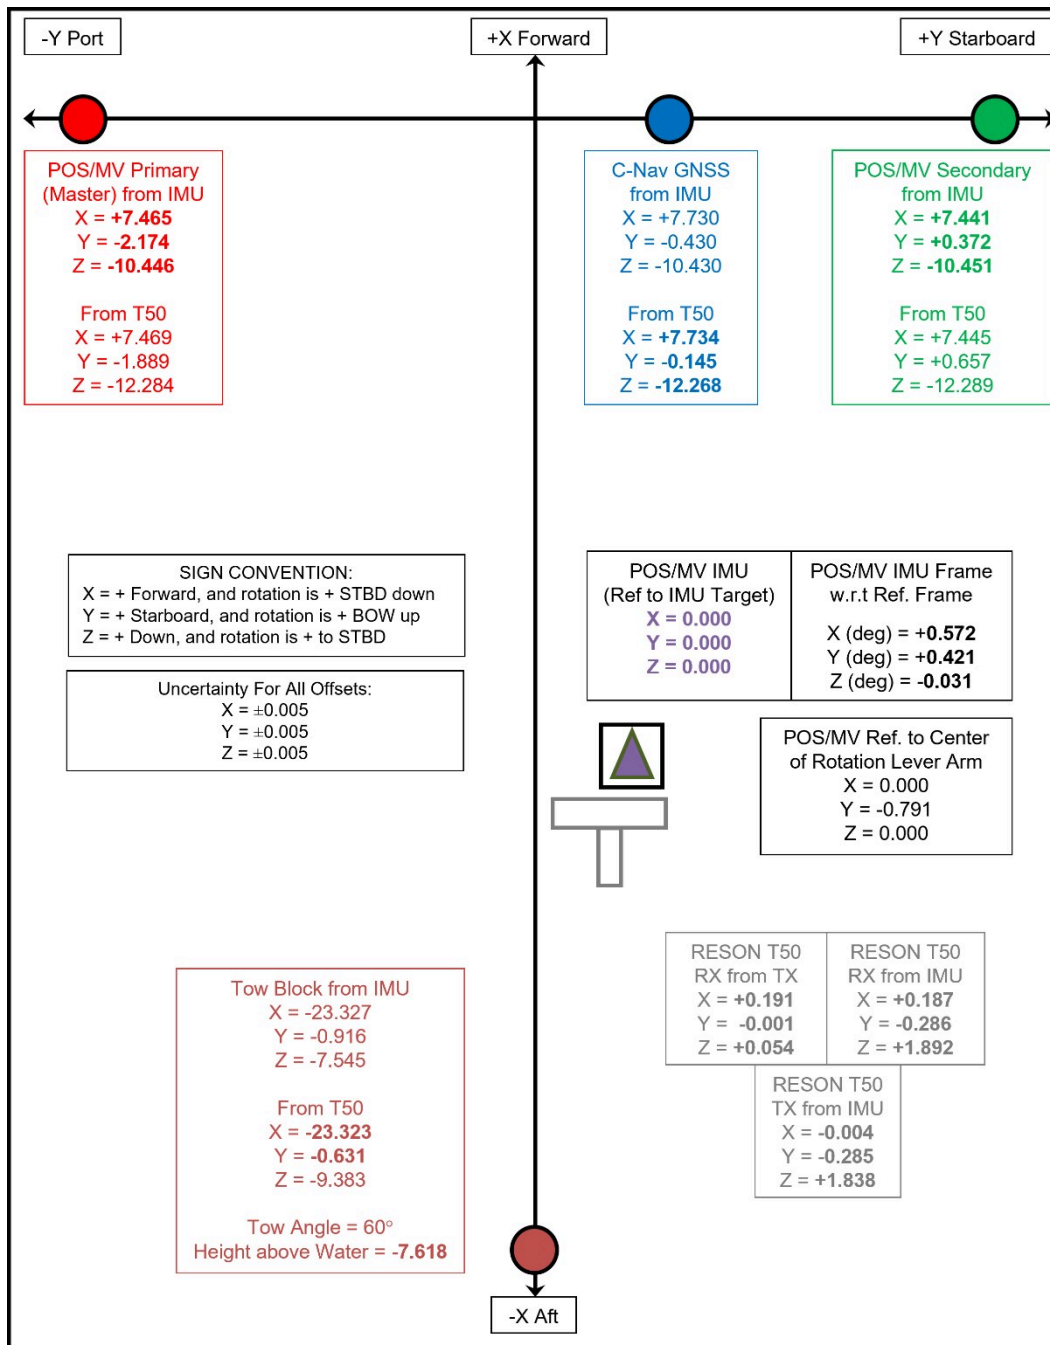 -Y Port
+X Forward
+Y Starboard
POS/MV Primary
(Master) from IMU
X = +7.465
Y = -2.174
Z = -10.446
From T50
X = +7.469
Y = -1.889
Z = -12.284
C-Nav GNSS
from IMU
X = +7.730
Y = -0.430
Z = -10.430
From T50
X = +7.734
Y = -0.145
Z = -12.268
POS/MV Secondary
from IMU
X = +7.441
Y = +0.372
Z = -10.451
From T50
X = +7.445
Y = +0.657
Z = -12.289
SIGN CONVENTION:
X = + Forward, and rotation is + STBD down
Y = + Starboard, and rotation is + BOW up
Z = + Down, and rotation is + to STBD
Uncertainty For All Offsets:
X = ±0.005
Y = ±0.005
Z = ±0.005
POS/MV IMU
(Ref to IMU Target)
X = 0.000
Y = 0.000
Z = 0.000
POS/MV IMU Frame
w.r.t Ref. Frame
X (deg) = +0.572
Y (deg) = +0.421
Z (deg) = -0.031
POS/MV Ref. to Center
of Rotation Lever Arm
X = 0.000
Y = -0.791
Z = 0.000
RESON T50
RX from TX
X = +0.191
Y = -0.001
Z = +0.054
RESON T50
RX from IMU
X = +0.187
Y = -0.286
Z = +1.892
RESON T50
TX from IMU
X = -0.004
Y = -0.285
Z = +1.838
Tow Block from IMU
X = -23.327
Y = -0.916
Z = -7.545
From T50
X = -23.323
Y = -0.631
Z = -9.383
Tow Angle = 60°
Height above Water = -7.618
-X Aft